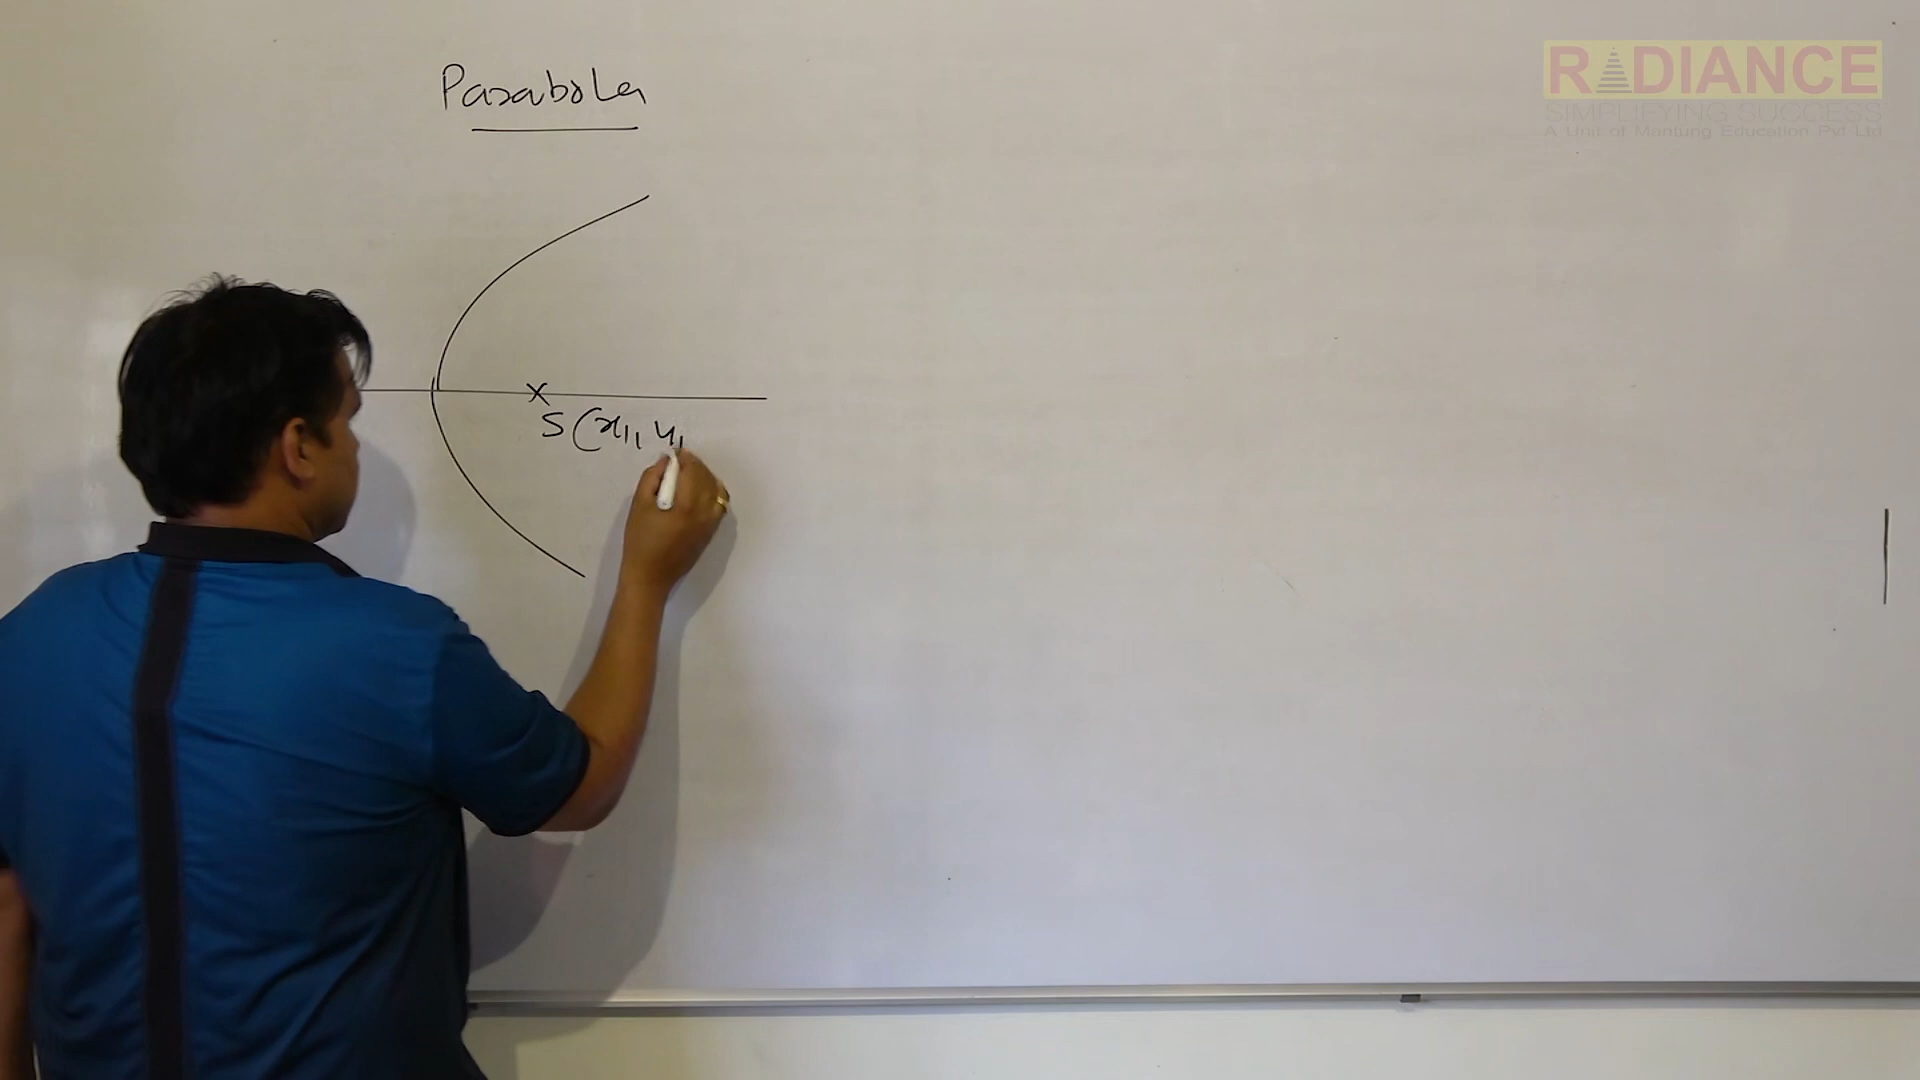 Parabola
RADIANCE
SIMPLIFYING SUCCESS
A Unit of Mantung Education Pvt Ltd
S(x1, y1